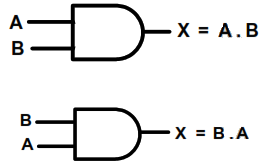 A
B
X = A . B
B
A
X = B . A